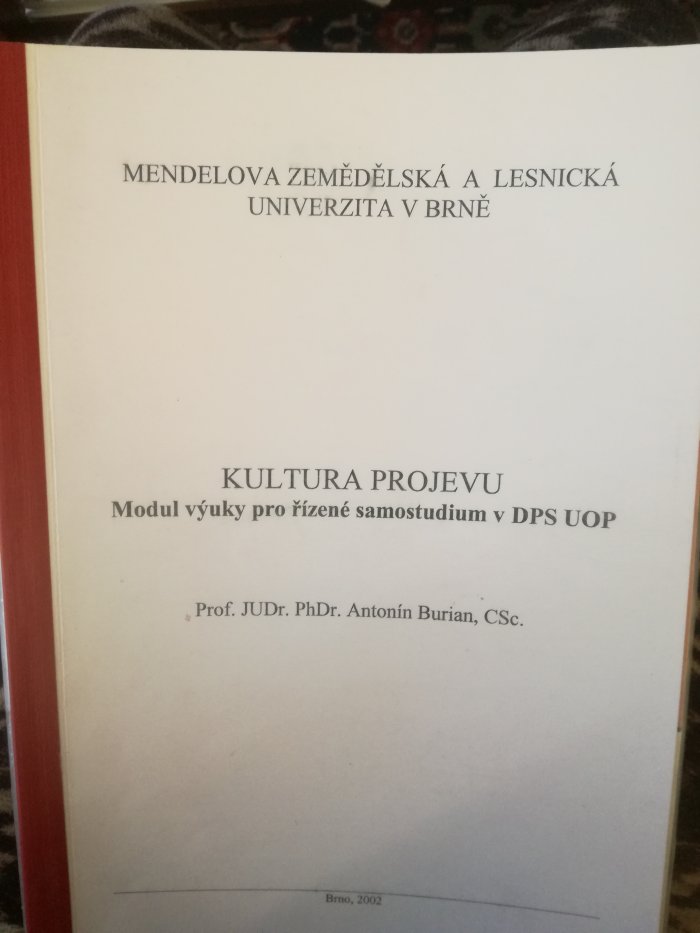 MENDELOVA ZEMĚDĚLSKÁ A LESNICKÁ
UNIVERZITA V BRNĚ
KULTURA PROJEVU
Modul výuky pro řízené samostudium v DPS UOP
Prof. JUDr. PhDr. Antonín Burian, CSc.
Brno, 2002